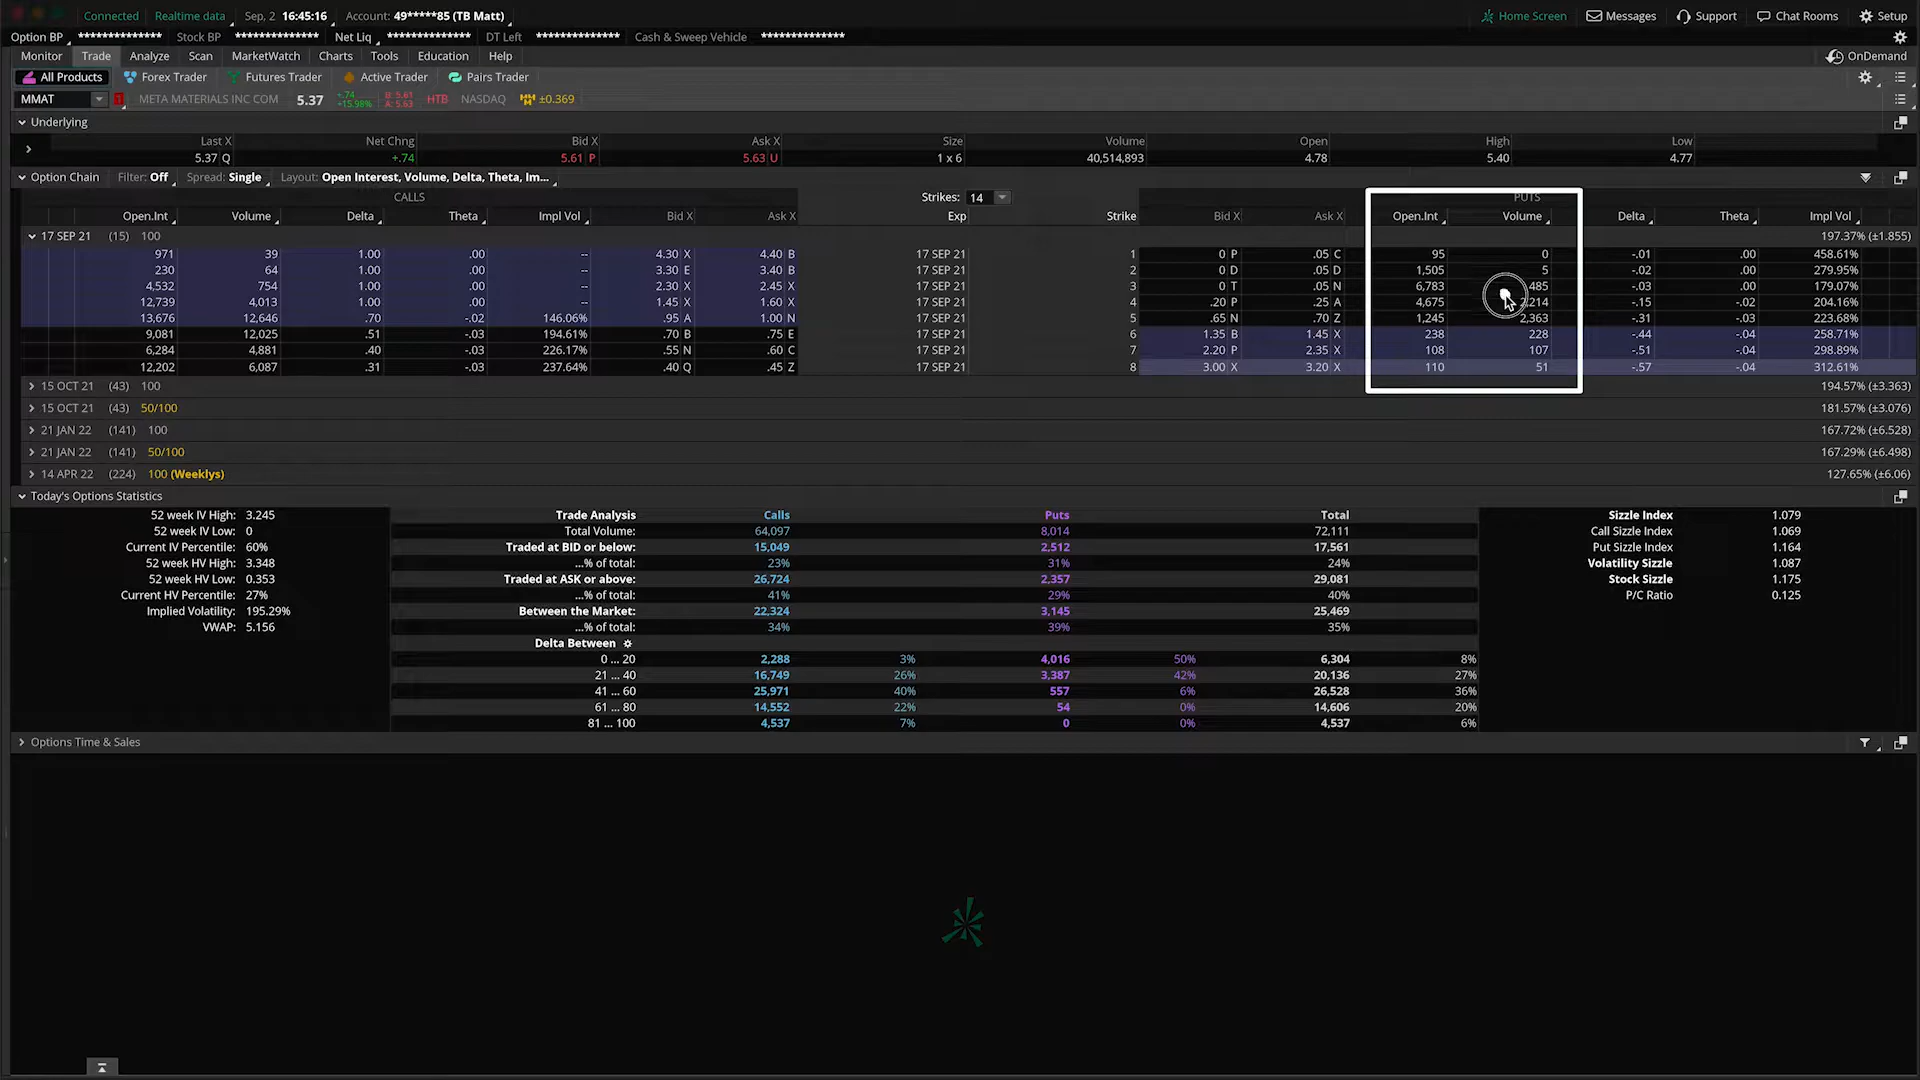 Connected Realtime data Sep, 2 16:45:16 Account: 49*****85 (TB Matt) Home Screen Messages Support Chat Rooms Setup
Option BP ************** Stock BP ************** Net Liq ************** DT Left ************** Cash & Sweep Vehicle **************
Monitor Trade Analyze Scan MarketWatch Charts Tools Education Help OnDemand
All Products Forex Trader Futures Trader Active Trader Pairs Trader
MMAT META MATERIALS INC COM 5.37 +.74 +15.98% B: 5.61 A: 5.63 HTB NASDAQ ±0.369
Underlying
Last X Net Chng Bid X Ask X Size Volume Open High Low
5.37 Q +.74 5.61 P 5.63 U 1 x 6 40,514,893 4.78 5.40 4.77
Option Chain Filter: Off Spread: Single Layout: Open Interest, Volume, Delta, Theta, Im...
CALLS Strikes: 14 PUTS
Open.Int Volume Delta Theta Impl Vol Bid X Ask X Exp Strike Bid X Ask X Open.Int Volume Delta Theta Impl Vol
17 SEP 21 (15) 100 197.37% (±1.855)
971 39 1.00 .00 -- 4.30 X 4.40 B 17 SEP 21 1 0 P .05 C 95 0 -.01 .00 458.61%
230 64 1.00 .00 -- 3.30 E 3.40 B 17 SEP 21 2 0 D .05 D 1,505 5 -.02 .00 279.95%
4,532 754 1.00 .00 -- 2.30 X 2.45 X 17 SEP 21 3 0 T .05 N 6,783 485 -.03 .00 179.07%
12,739 4,013 1.00 .00 -- 1.45 X 1.60 X 17 SEP 21 4 .20 P .25 A 4,675 -.15 -.02 204.16%
13,676 12,646 .70 -.02 146.06% .95 A 1.00 N 17 SEP 21 5 .65 N .70 Z 1,245 2,363 -.31 -.03 223.68%
9,081 12,025 .51 -.03 194.61% .70 B .75 E 17 SEP 21 6 1.35 B 1.45 X 238 228 -.44 -.04 258.71%
6,284 4,881 .40 -.03 226.17% .55 N .60 C 17 SEP 21 7 2.20 P 2.35 X 108 107 -.51 -.04 298.89%
12,202 6,087 .31 -.03 237.64% .40 Q .45 Z 17 SEP 21 8 3.00 X 3.20 X 110 51 -.57 -.04 312.61%
15 OCT 21 (43) 100 194.57% (±3.363)
15 OCT 21 (43) 50/100 181.57% (±3.076)
21 JAN 22 (141) 100 167.72% (±6.528)
21 JAN 22 (141) 50/100 167.29% (±6.498)
14 APR 22 (224) 100 (Weeklys) 127.65% (±6.06)
Today's Options Statistics
52 week IV High: 3.245 Trade Analysis Calls Puts Total Sizzle Index 1.079
52 week IV Low: 0 Total Volume: 64,097 8,014 72,111 Call Sizzle Index 1.069
Current IV Percentile: 60% Traded at BID or below: 15,049 2,512 17,561 Put Sizzle Index 1.164
52 week HV High: 3.348 ...% of total: 23% 31% 24% Volatility Sizzle 1.087
52 week HV Low: 0.353 Traded at ASK or above: 26,724 2,357 29,081 Stock Sizzle 1.175
Current HV Percentile: 27% ...% of total: 41% 29% 40% P/C Ratio 0.125
Implied Volatility: 195.29% Between the Market: 22,324 3,145 25,469
VWAP: 5.156 ...% of total: 34% 39% 35%
Delta Between
0 ... 20 2,288 3% 4,016 50% 6,304 8%
21 ... 40 16,749 26% 3,387 42% 20,136 27%
41 ... 60 25,971 40% 557 6% 26,528 36%
61 ... 80 14,552 22% 54 0% 14,606 20%
81 ... 100 4,537 7% 0 0% 4,537 6%
Options Time & Sales